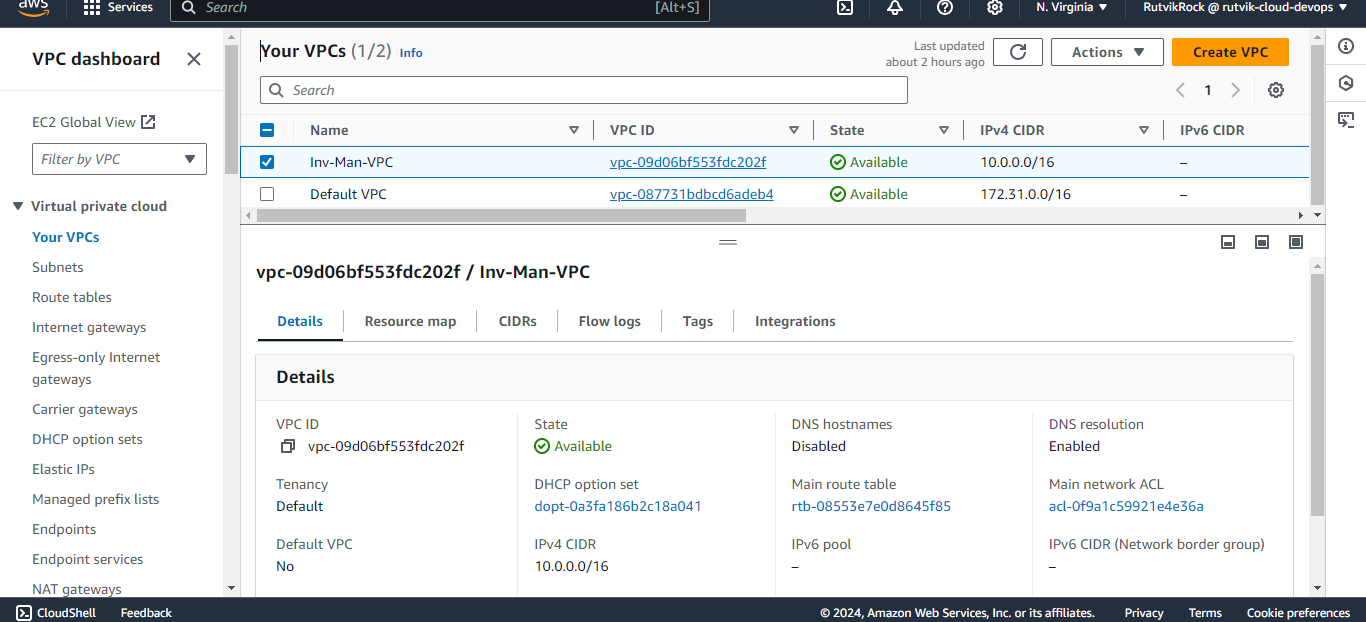 aws Services Search [Alt+S] N. Virginia RutvikRock @ rutvik-cloud-devops
VPC dashboard
EC2 Global View
Filter by VPC
Virtual private cloud
Your VPCs
Subnets
Route tables
Internet gateways
Egress-only Internet
gateways
Carrier gateways
DHCP option sets
Elastic IPs
Managed prefix lists
Endpoints
Endpoint services
NAT gateways
Your VPCs (1/2) Info
Last updated
about 2 hours ago
Actions
Create VPC
Search
1
Name VPC ID State IPv4 CIDR IPv6 CIDR
Inv-Man-VPC vpc-09d06bf553fdc202f Available 10.0.0.0/16 –
Default VPC vpc-087731bdbcd6adeb4 Available 172.31.0.0/16 –
vpc-09d06bf553fdc202f / Inv-Man-VPC
Details Resource map CIDRs Flow logs Tags Integrations
Details
VPC ID State DNS hostnames DNS resolution
vpc-09d06bf553fdc202f Available Disabled Enabled
Tenancy DHCP option set Main route table Main network ACL
Default dopt-0a3fa186b2c18a041 rtb-08553e7e0d8645f85 acl-0f9a1c59921e4e36a
Default VPC IPv4 CIDR IPv6 pool IPv6 CIDR (Network border group)
No 10.0.0.0/16 – –
CloudShell Feedback © 2024, Amazon Web Services, Inc. or its affiliates. Privacy Terms Cookie preferences